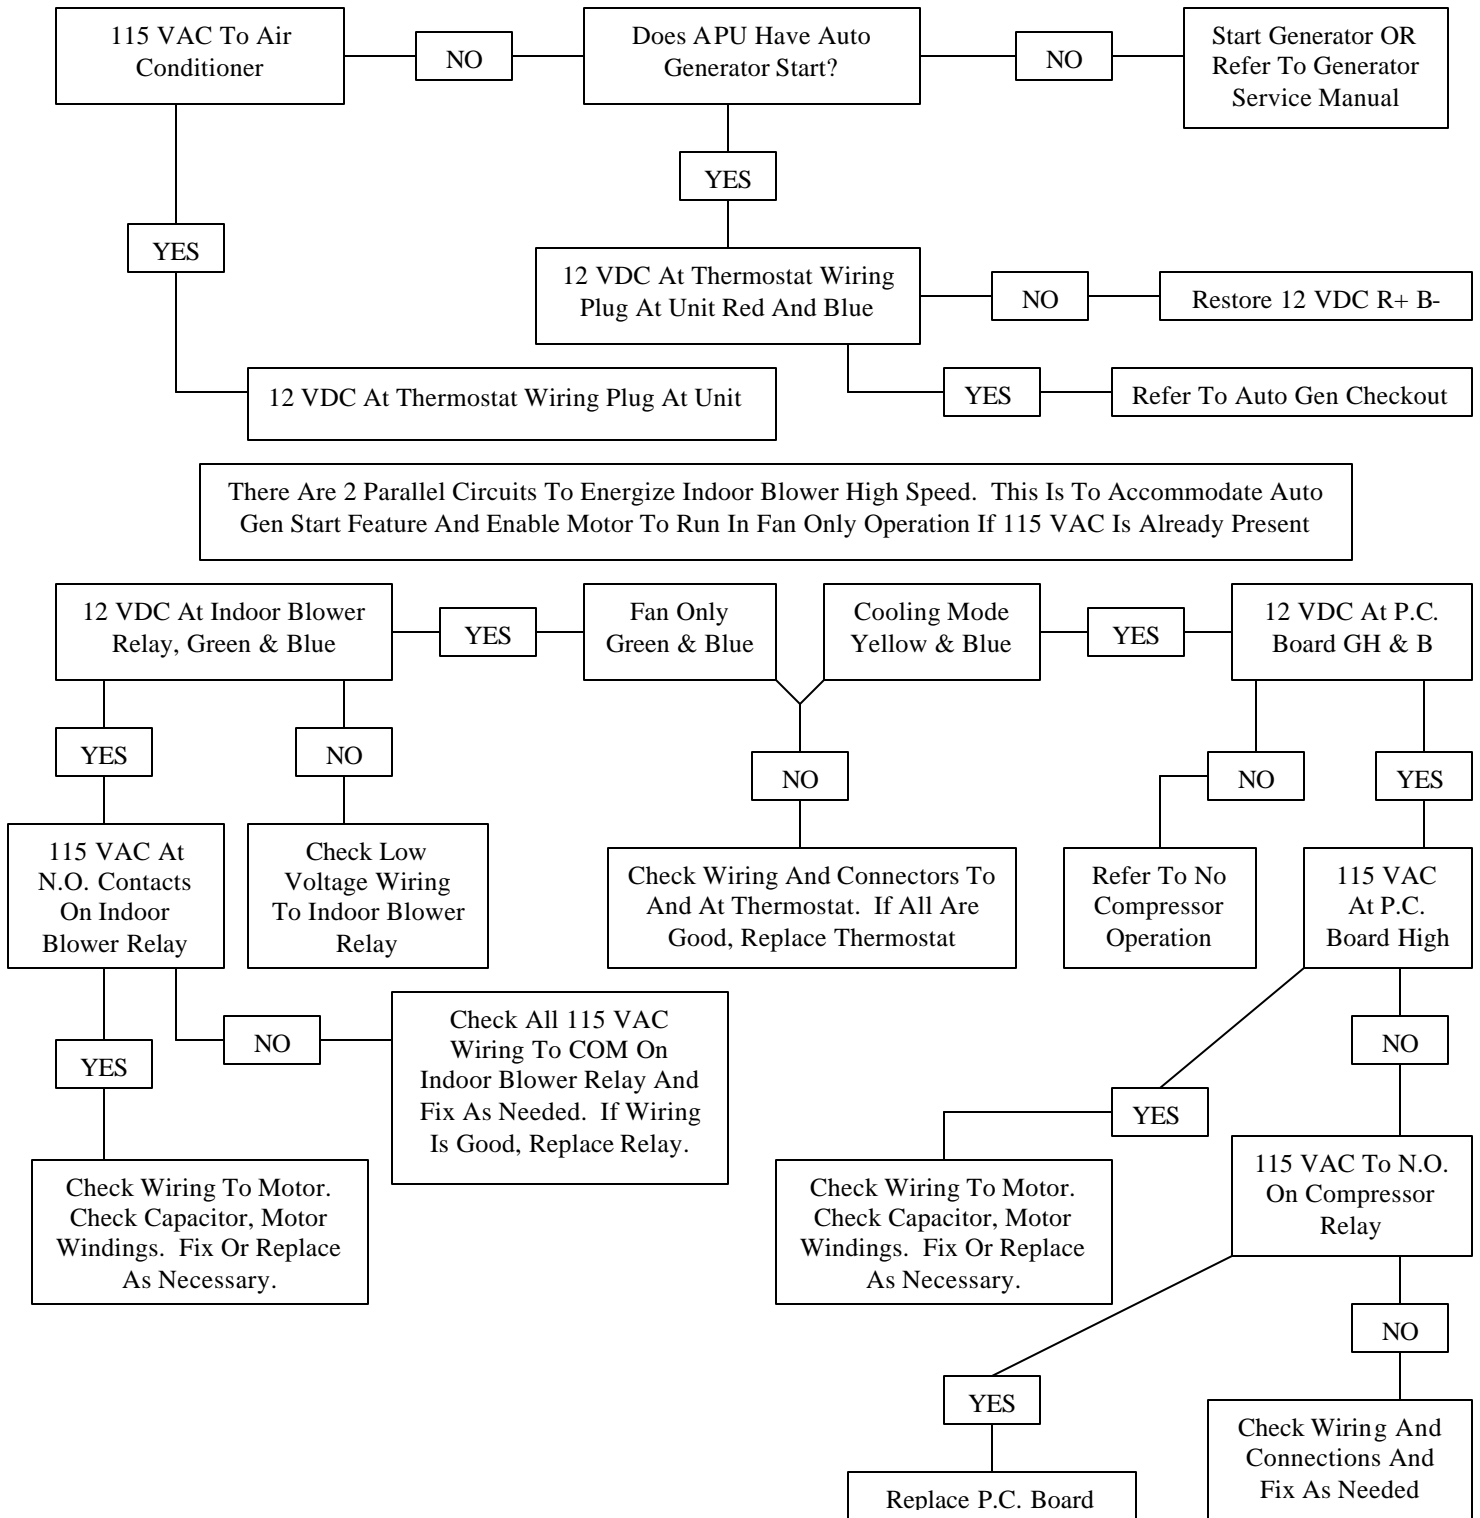 115 VAC To Air
Conditioner
NO
Does APU Have Auto
Generator Start?
NO
Start Generator OR
Refer To Generator
Service Manual
YES
YES
12 VDC At Thermostat Wiring
Plug At Unit Red And Blue
NO
Restore 12 VDC R+ B-
12 VDC At Thermostat Wiring Plug At Unit
YES
Refer To Auto Gen Checkout
There Are 2 Parallel Circuits To Energize Indoor Blower High Speed. This Is To Accommodate Auto
Gen Start Feature And Enable Motor To Run In Fan Only Operation If 115 VAC Is Already Present
12 VDC At Indoor Blower
Relay, Green & Blue
YES
Fan Only
Green & Blue
Cooling Mode
Yellow & Blue
YES
12 VDC At P.C.
Board GH & B
YES
NO
NO
NO
YES
115 VAC At
N.O. Contacts
On Indoor
Blower Relay
Check Low
Voltage Wiring
To Indoor Blower
Relay
Check Wiring And Connectors To
And At Thermostat. If All Are
Good, Replace Thermostat
Refer To No
Compressor
Operation
115 VAC
At P.C.
Board High
YES
NO
Check All 115 VAC
Wiring To COM On
Indoor Blower Relay And
Fix As Needed. If Wiring
Is Good, Replace Relay.
YES
NO
Check Wiring To Motor.
Check Capacitor, Motor
Windings. Fix Or Replace
As Necessary.
Check Wiring To Motor.
Check Capacitor, Motor
Windings. Fix Or Replace
As Necessary.
115 VAC To N.O.
On Compressor
Relay
YES
NO
Replace P.C. Board
Check Wiring And
Connections And
Fix As Needed